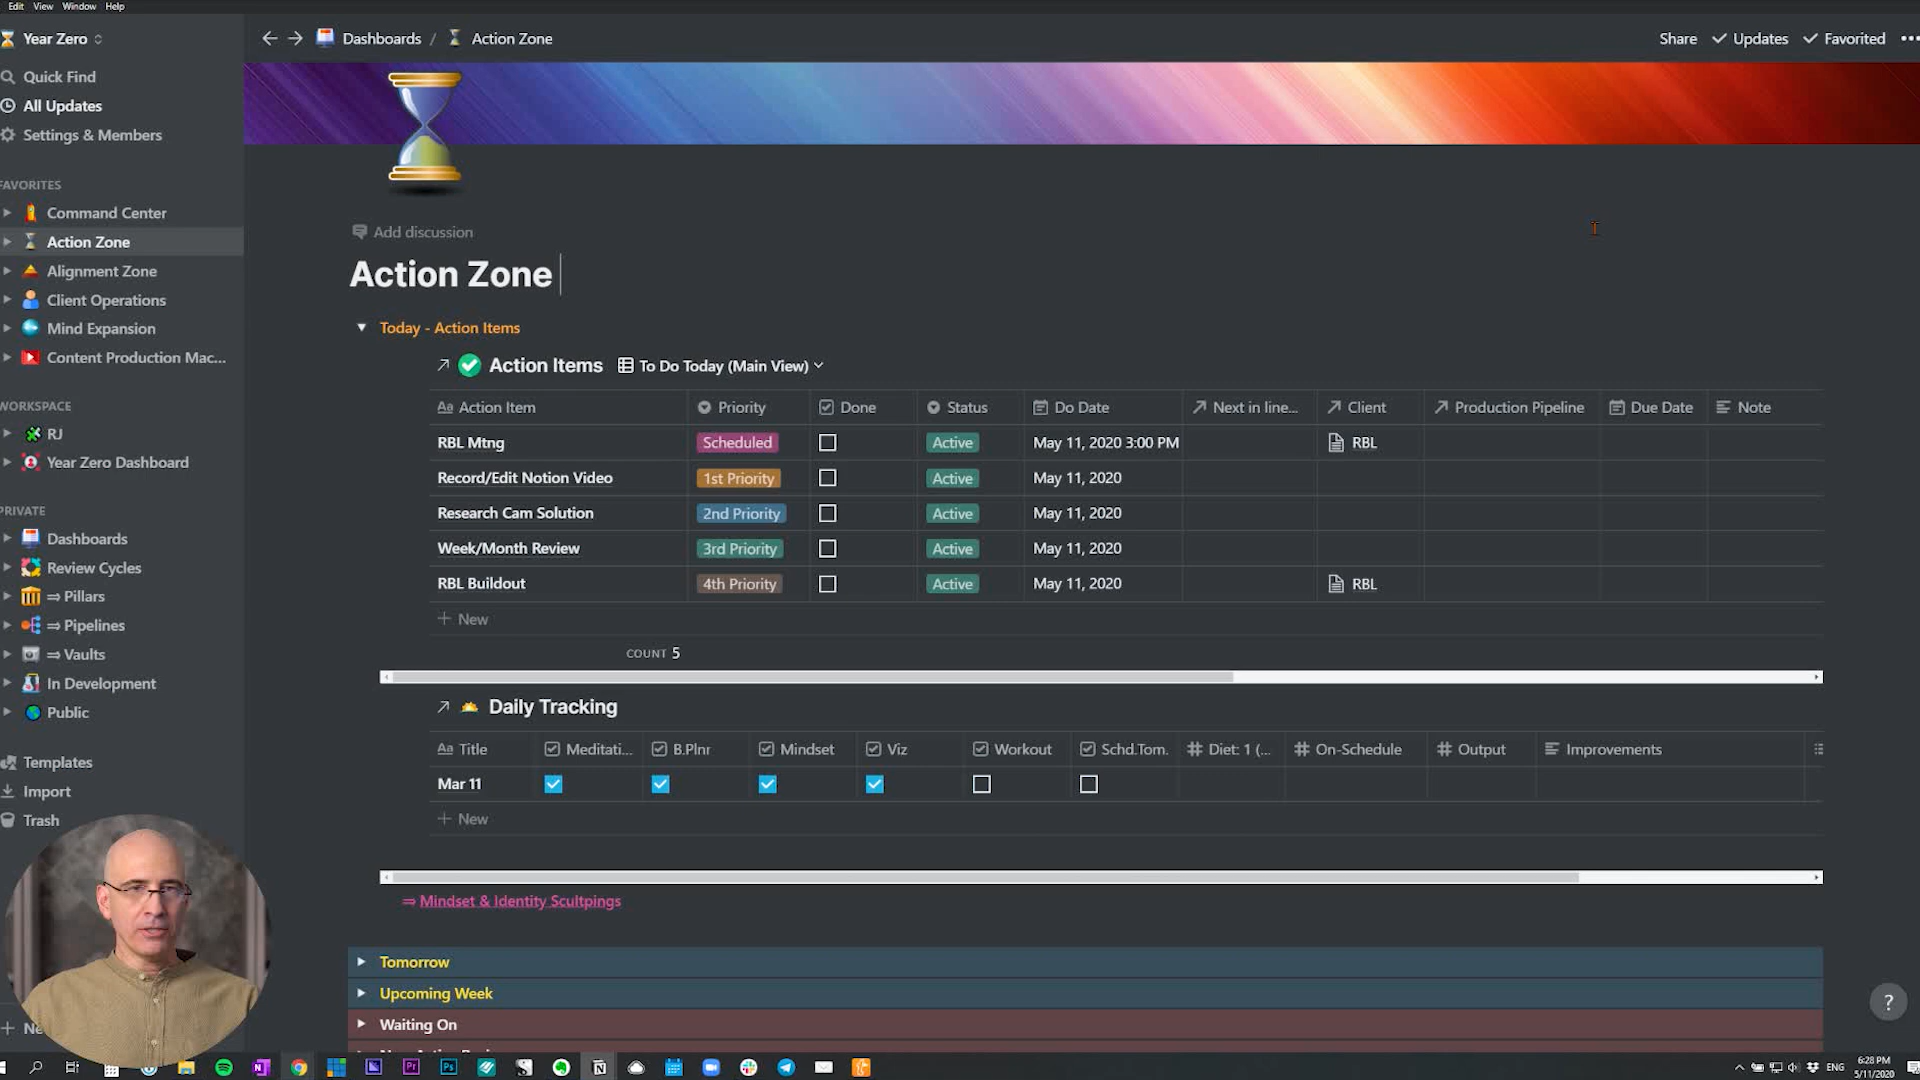 Edit View Window Help
Year Zero
Dashboards / Action Zone
Share Updates Favorited
Quick Find
All Updates
Settings & Members
FAVORITES
Command Center
Action Zone
Alignment Zone
Client Operations
Mind Expansion
Content Production Mac...
WORKSPACE
RJ
Year Zero Dashboard
PRIVATE
Dashboards
Review Cycles
⇒ Pillars
⇒ Pipelines
⇒ Vaults
In Development
Public
Templates
Import
Trash
Add discussion
Action Zone
Today - Action Items
Action Items To Do Today (Main View)
Aa Action Item Priority Done Status Do Date Next in line... Client Production Pipeline Due Date Note
RBL Mtng Scheduled Active May 11, 2020 3:00 PM RBL
Record/Edit Notion Video 1st Priority Active May 11, 2020
Research Cam Solution 2nd Priority Active May 11, 2020
Week/Month Review 3rd Priority Active May 11, 2020
RBL Buildout 4th Priority Active May 11, 2020 RBL
+ New
COUNT 5
Daily Tracking
Aa Title Meditati... B.Plnr Mindset Viz Workout Schd.Tom. # Diet: 1 (... # On-Schedule # Output Improvements
Mar 11
+ New
⇒ Mindset & Identity Scultpings
Tomorrow
Upcoming Week
Waiting On
?
ENG
6:28 PM
5/11/2020